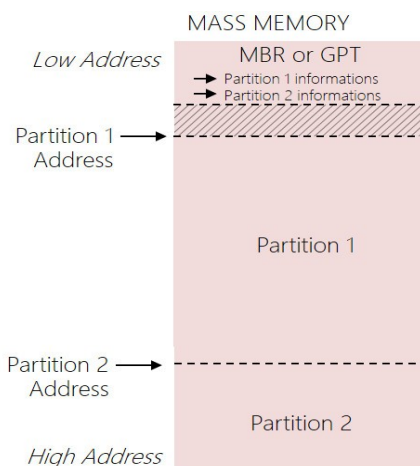 MASS MEMORY
Low Address
MBR or GPT
Partition 1 informations
Partition 2 informations
Partition 1
Address
Partition 1
Partition 2
Address
Partition 2
High Address